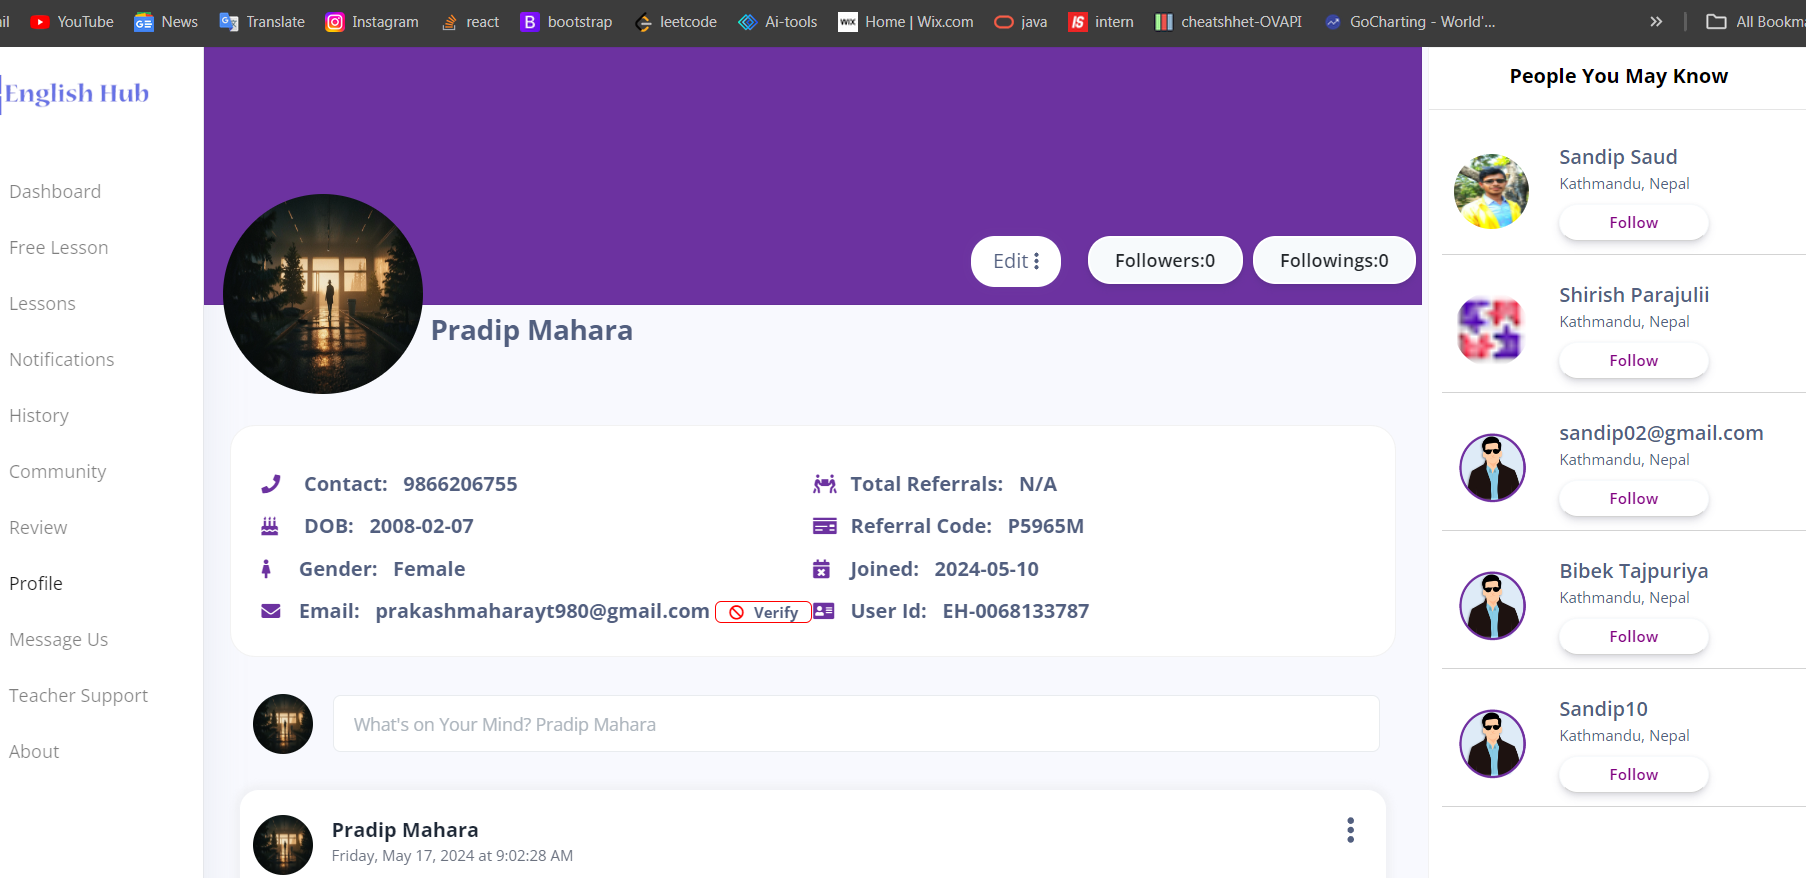 il YouTube News Translate Instagram react bootstrap leetcode Ai-tools Home | Wix.com java intern cheatshhet-OVAPI GoCharting - World'... » All Bookma
English Hub
Dashboard
Free Lesson
Lessons
Notifications
History
Community
Review
Profile
Message Us
Teacher Support
About
Edit
Followers:0
Followings:0
Pradip Mahara
Contact: 9866206755
DOB: 2008-02-07
Gender: Female
Email: prakashmaharayt980@gmail.com Verify
Total Referrals: N/A
Referral Code: P5965M
Joined: 2024-05-10
User Id: EH-0068133787
What's on Your Mind? Pradip Mahara
Pradip Mahara
Friday, May 17, 2024 at 9:02:28 AM
People You May Know
Sandip Saud
Kathmandu, Nepal
Follow
Shirish Parajulii
Kathmandu, Nepal
Follow
sandip02@gmail.com
Kathmandu, Nepal
Follow
Bibek Tajpuriya
Kathmandu, Nepal
Follow
Sandip10
Kathmandu, Nepal
Follow